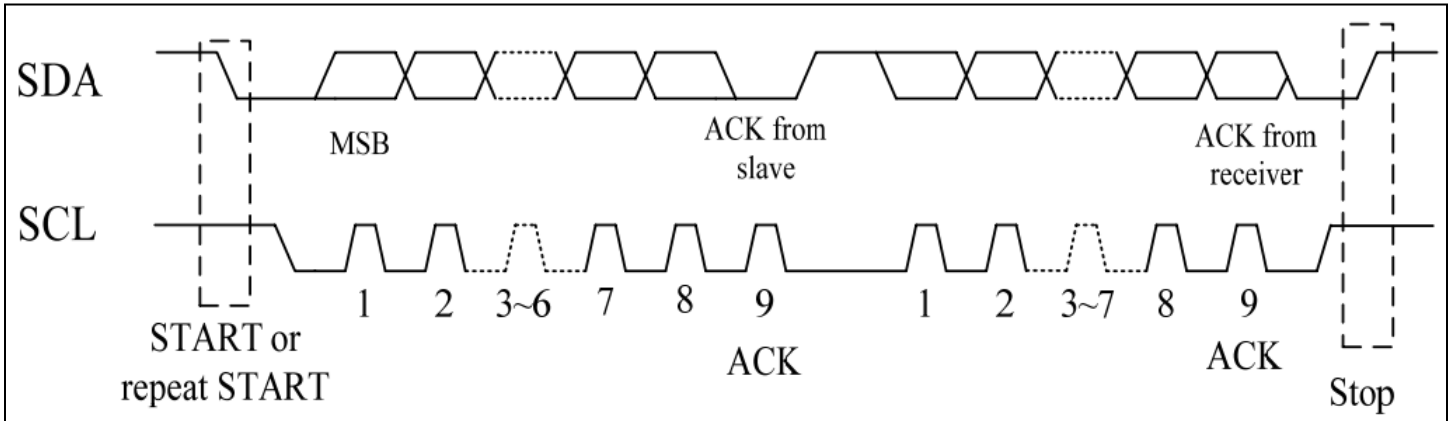 SDA
MSB
ACK from
slave
ACK from
receiver
SCL
1 2 3~6 7 8 9 1 2 3~7 8 9
START or
repeat START
ACK
ACK
Stop